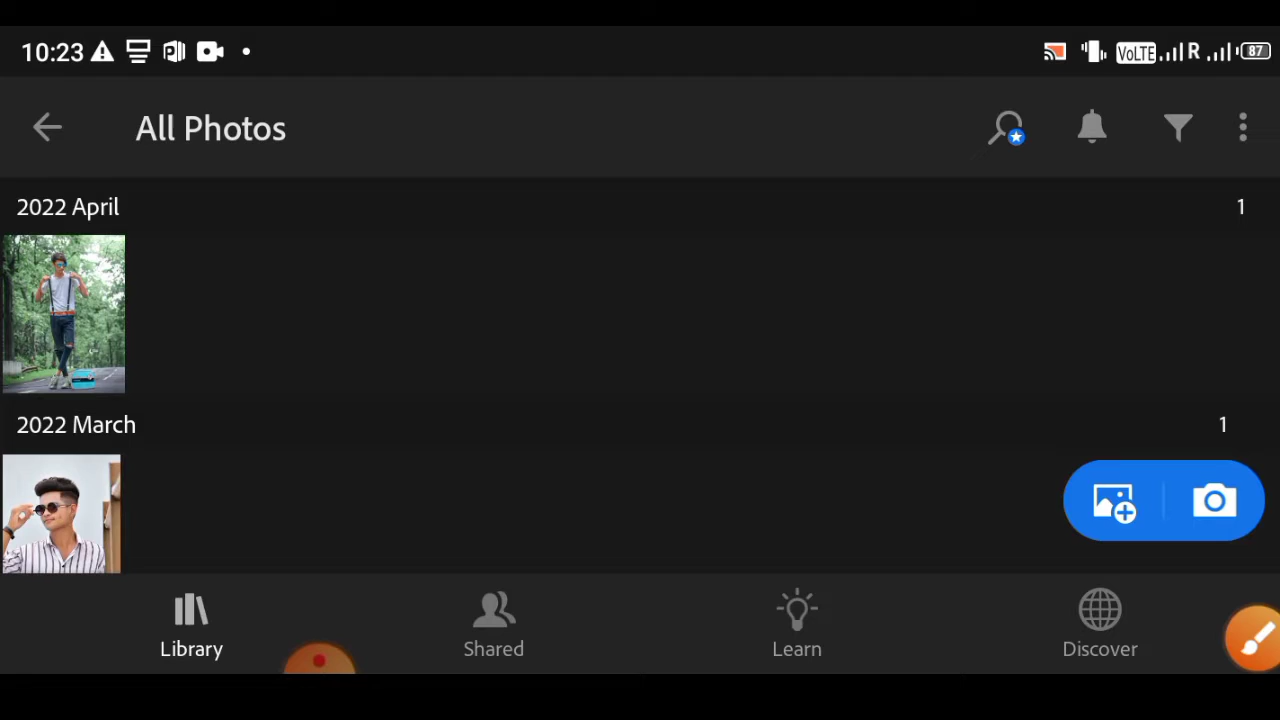 10:23 VoLTE R 87
All Photos
2022 April 1
2022 March 1
Library Shared Learn Discover